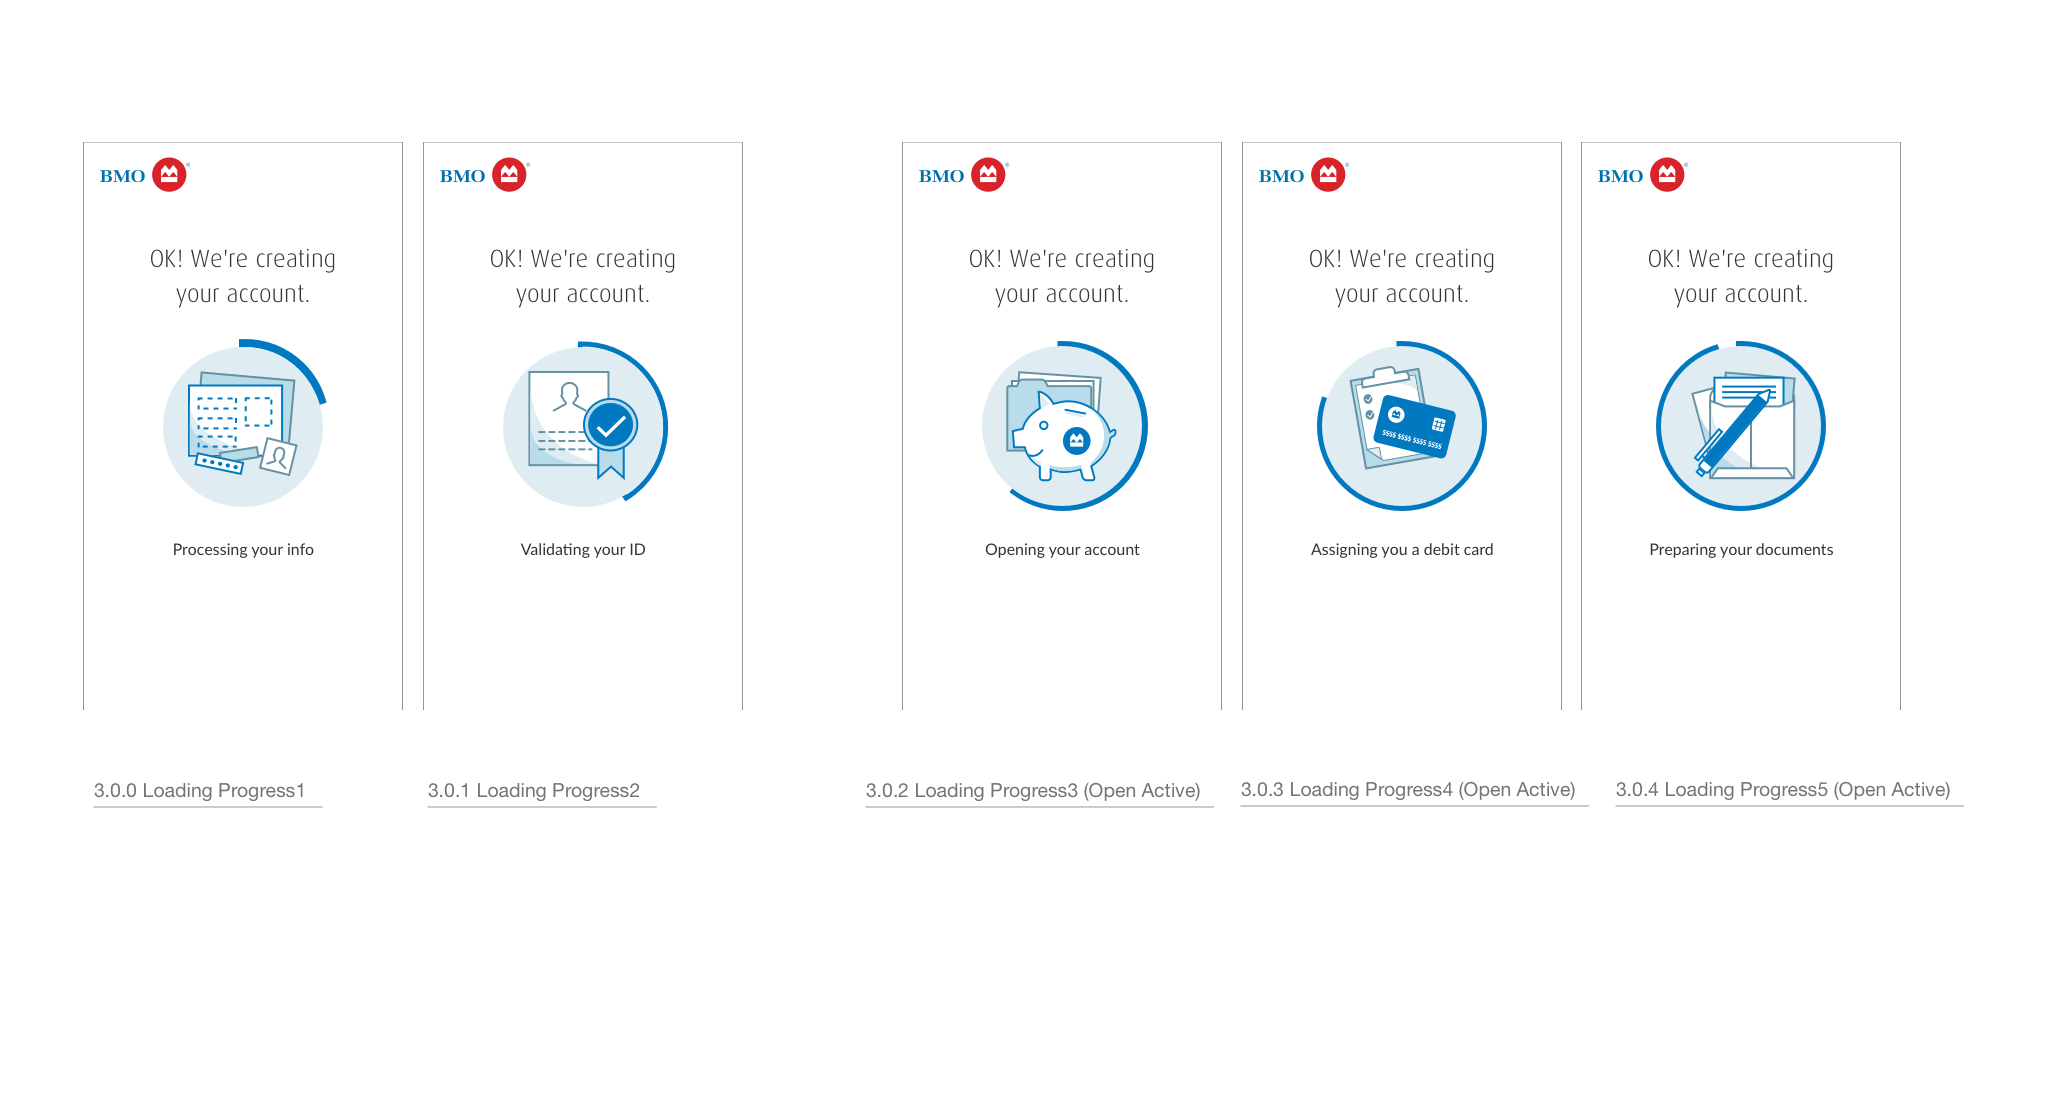 BMO
OK! We're creating
your account.
Processing your info
3.0.0 Loading Progress1
BMO
OK! We're creating
your account.
Validating your ID
3.0.1 Loading Progress2
BMO
OK! We're creating
your account.
Opening your account
3.0.2 Loading Progress3 (Open Active)
BMO
OK! We're creating
your account.
5555 5555 5555 5555
Assigning you a debit card
3.0.3 Loading Progress4 (Open Active)
BMO
OK! We're creating
your account.
Preparing your documents
3.0.4 Loading Progress5 (Open Active)